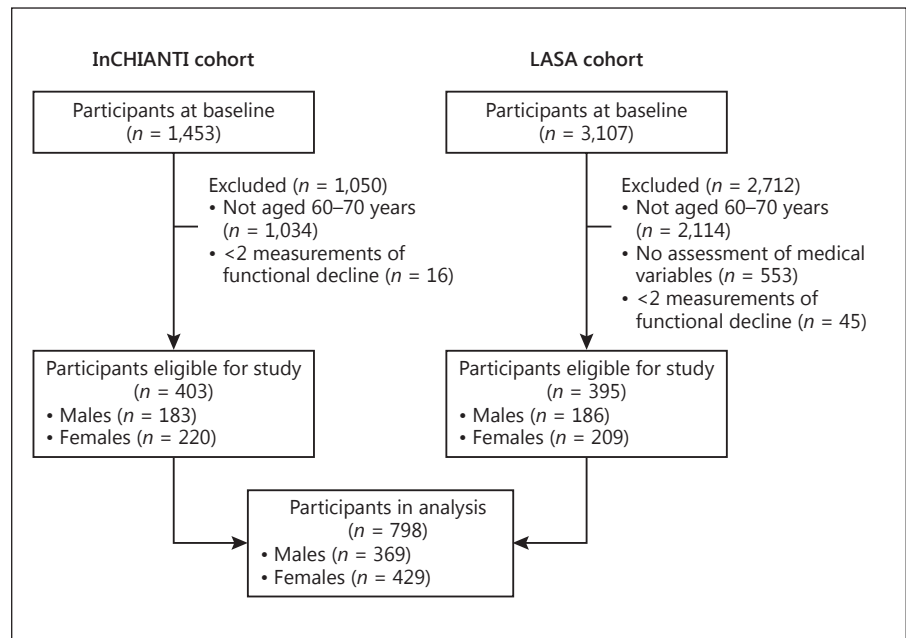 InCHIANTI cohort
Participants at baseline
(n = 1,453)
Excluded (n = 1,050)
• Not aged 60–70 years
(n = 1,034)
• <2 measurements of
functional decline (n = 16)
Participants eligible for study
(n = 403)
• Males (n = 183)
• Females (n = 220)
LASA cohort
Participants at baseline
(n = 3,107)
Excluded (n = 2,712)
• Not aged 60–70 years
(n = 2,114)
• No assessment of medical
variables (n = 553)
• <2 measurements of
functional decline (n = 45)
Participants eligible for study
(n = 395)
• Males (n = 186)
• Females (n = 209)
Participants in analysis
(n = 798)
• Males (n = 369)
• Females (n = 429)